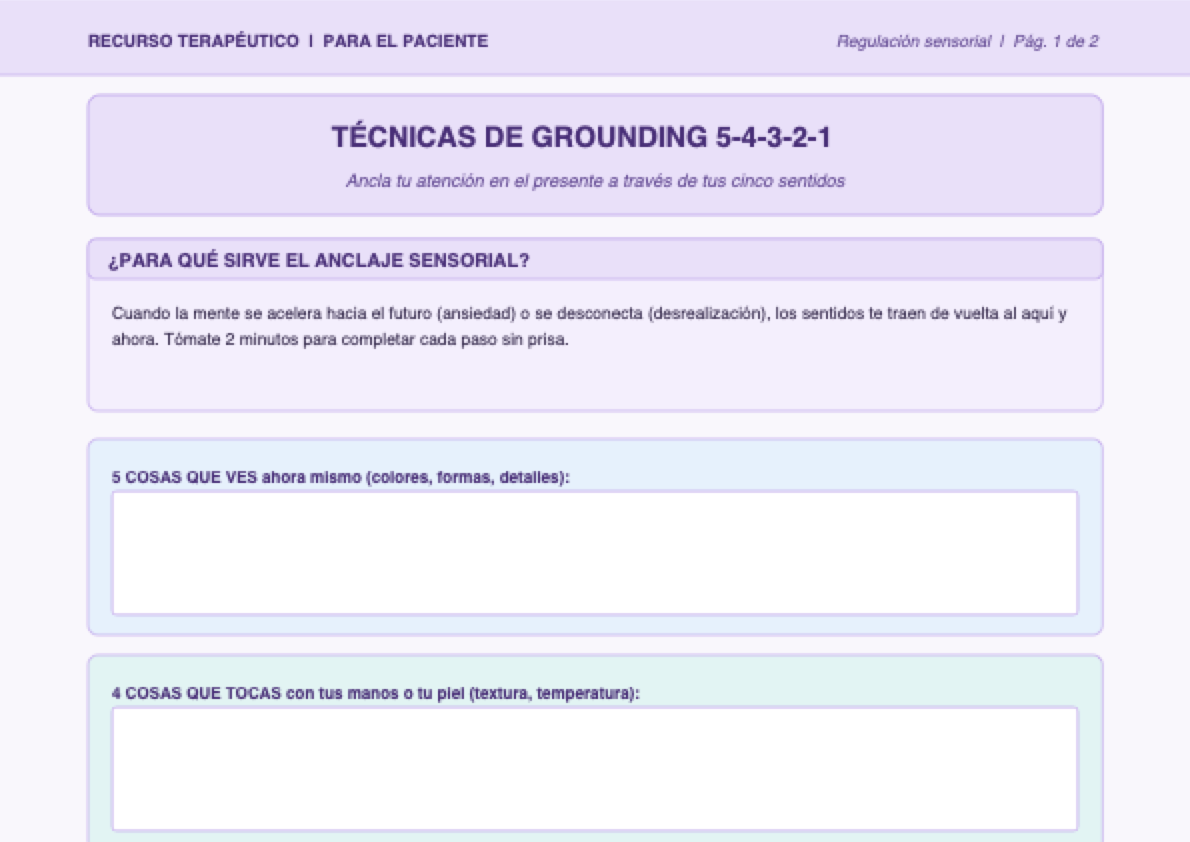 RECURSO TERAPÉUTICO | PARA EL PACIENTE
Regulación sensorial | Pág. 1 de 2
TÉCNICAS DE GROUNDING 5-4-3-2-1
Ancla tu atención en el presente a través de tus cinco sentidos
¿PARA QUÉ SIRVE EL ANCLAJE SENSORIAL?
Cuando la mente se acelera hacia el futuro (ansiedad) o se desconecta (desrealización), los sentidos te traen de vuelta al aquí y
ahora. Tómate 2 minutos para completar cada paso sin prisa.
5 COSAS QUE VES ahora mismo (colores, formas, detalles):
4 COSAS QUE TOCAS con tus manos o tu piel (textura, temperatura):